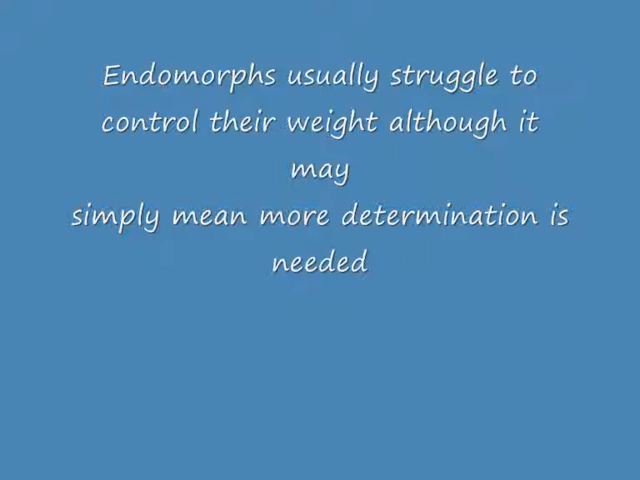 Endomorphs usually struggle to
control their weight although it
may
simply mean more determination is
needed